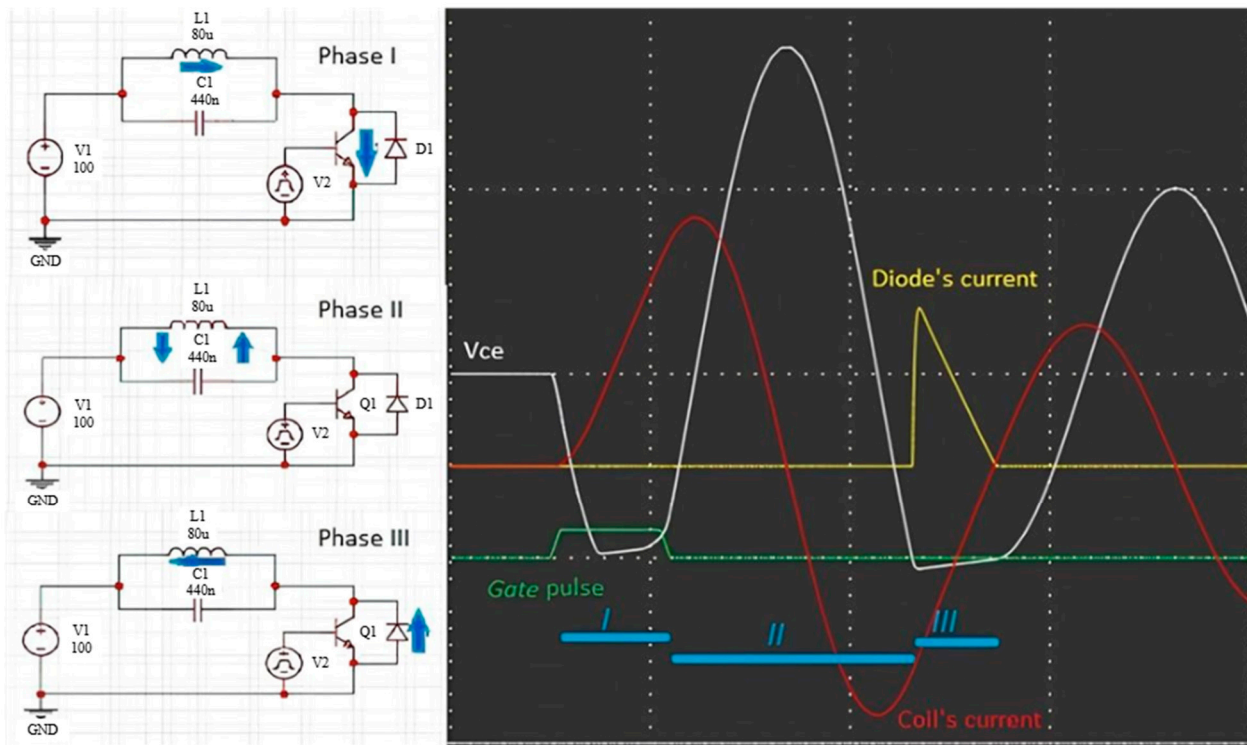 L1
80u
Phase I
C1
440n
V1
100
D1
V2
GND
L1
80u
Phase II
C1
440n
V1
100
Q1
D1
V2
GND
L1
80u
Phase III
C1
440n
V1
100
Q1
V2
GND
Diode's current
Vce
Gate pulse
I
II
III
Coll's current